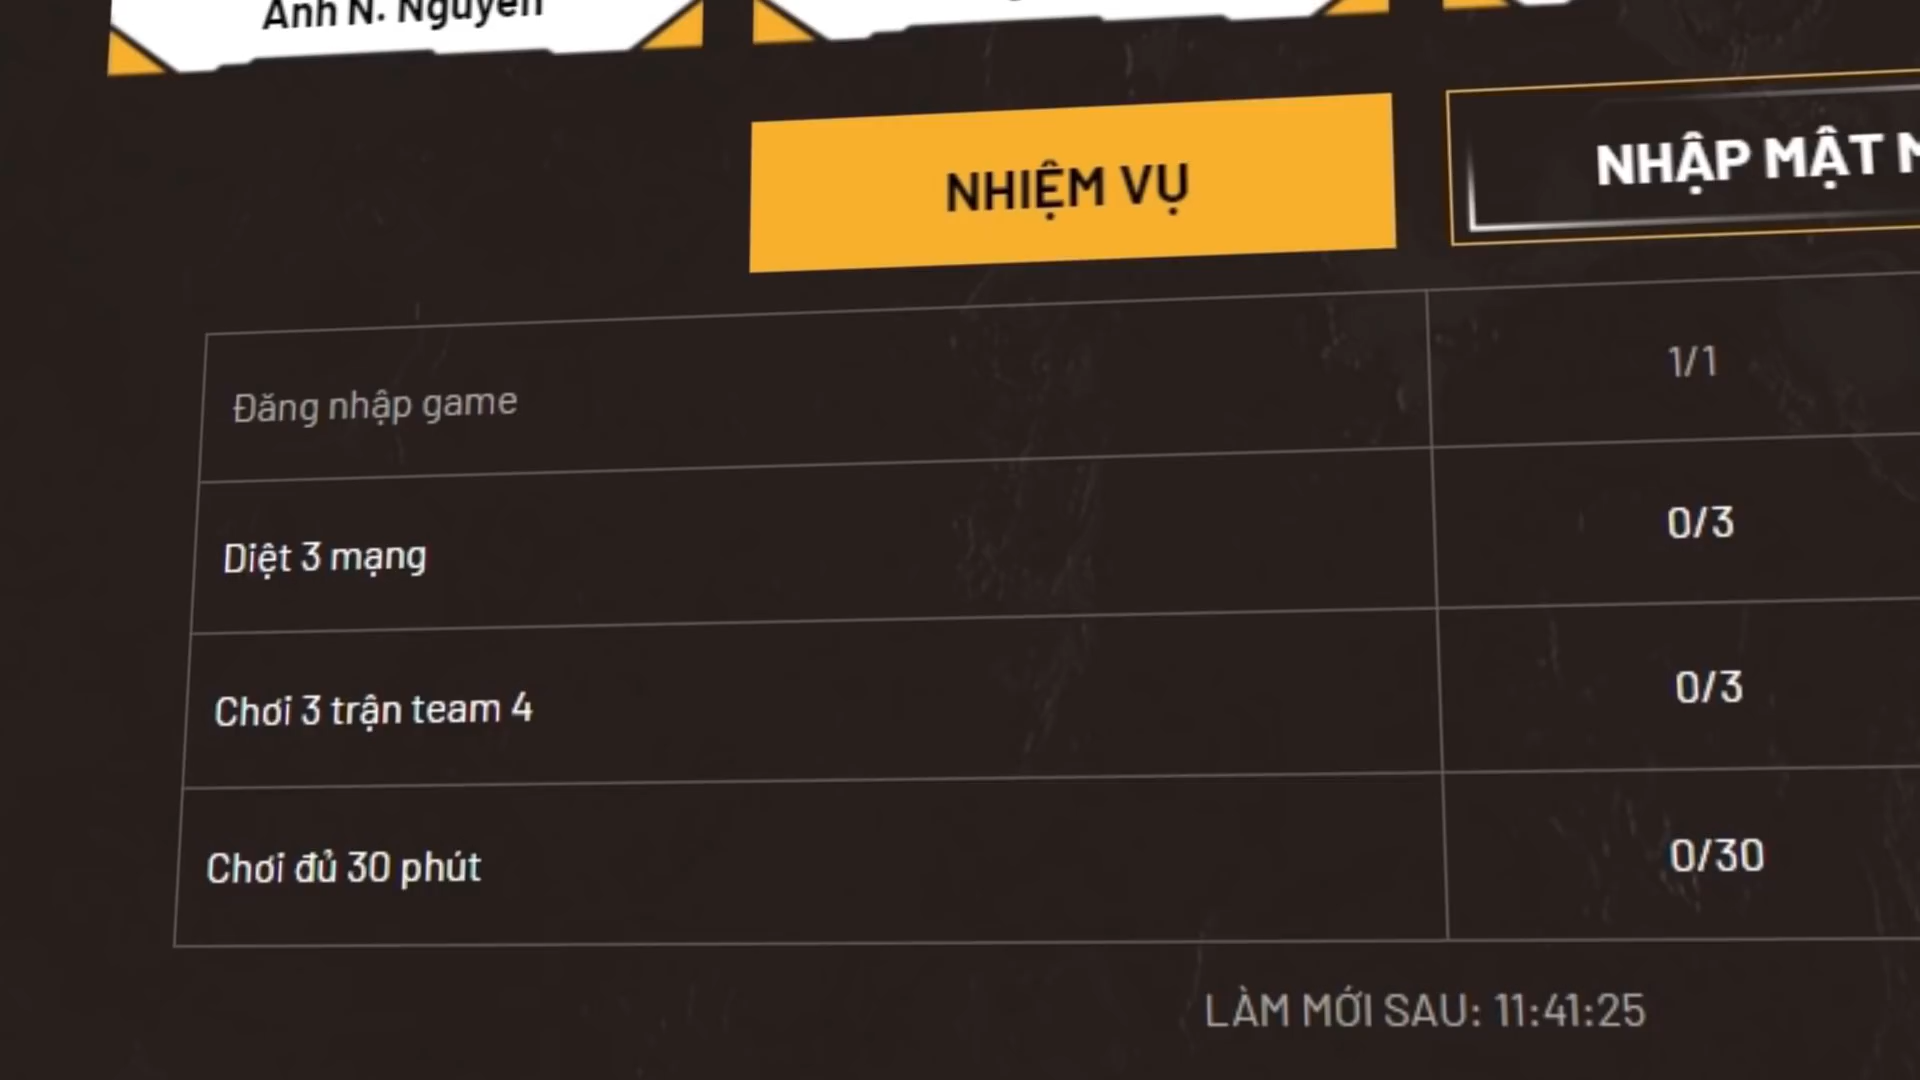 Anh N. Nguyen
NHIỆM VỤ
NHẬP MẬT
Đăng nhập game
1/1
Diệt 3 mạng
0/3
Chơi 3 trận team 4
0/3
Chơi đủ 30 phút
0/30
LÀM MỚI SAU: 11:41:25